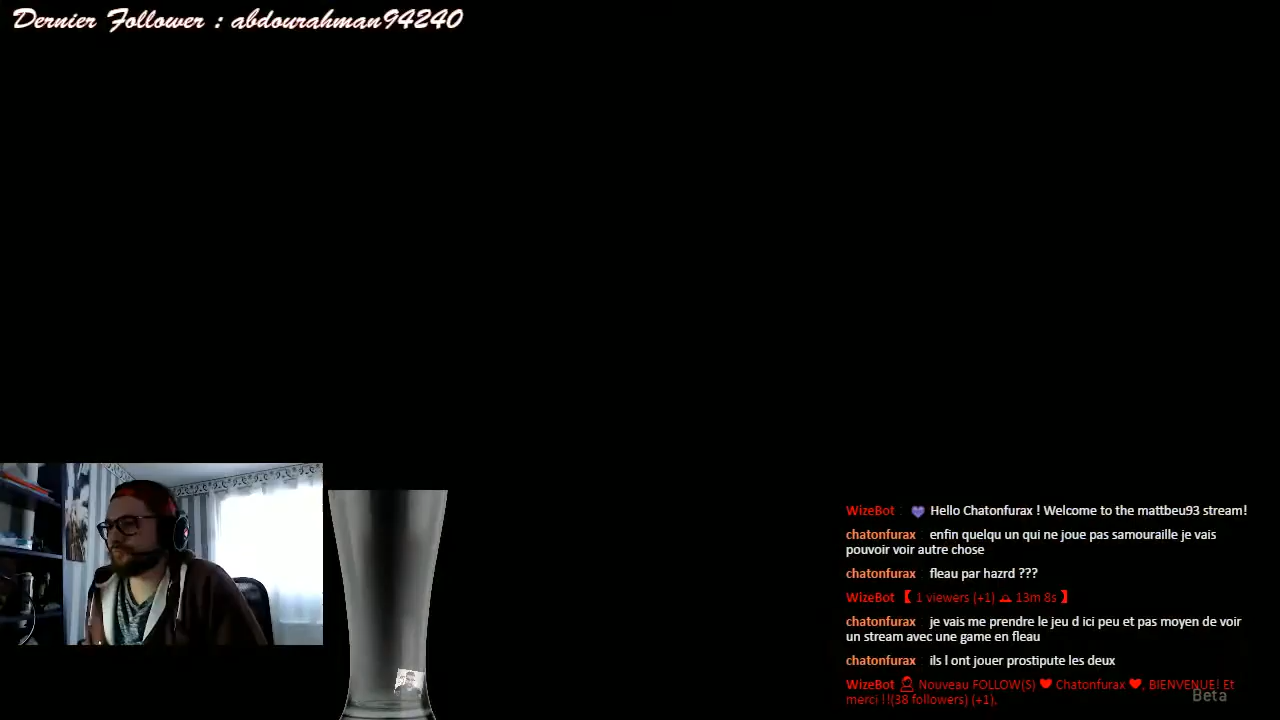 Dernier Follower : abdourahman94240
WizeBot : 💜 Hello Chatonfurax ! Welcome to the mattbeu93 stream!
chatonfurax : enfin quelqu un qui ne joue pas samouraille je vais
pouvoir voir autre chose
chatonfurax : fleau par hazrd ???
WizeBot : 【 1 viewers (+1) 13m 8s 】
chatonfurax : je vais me prendre le jeu d ici peu et pas moyen de voir
un stream avec une game en fleau
chatonfurax : ils l ont jouer prostipute les deux
WizeBot : Nouveau FOLLOW(S) ♥ Chatonfurax ♥, BIENVENUE! Et
merci !!(38 followers) (+1).
Beta